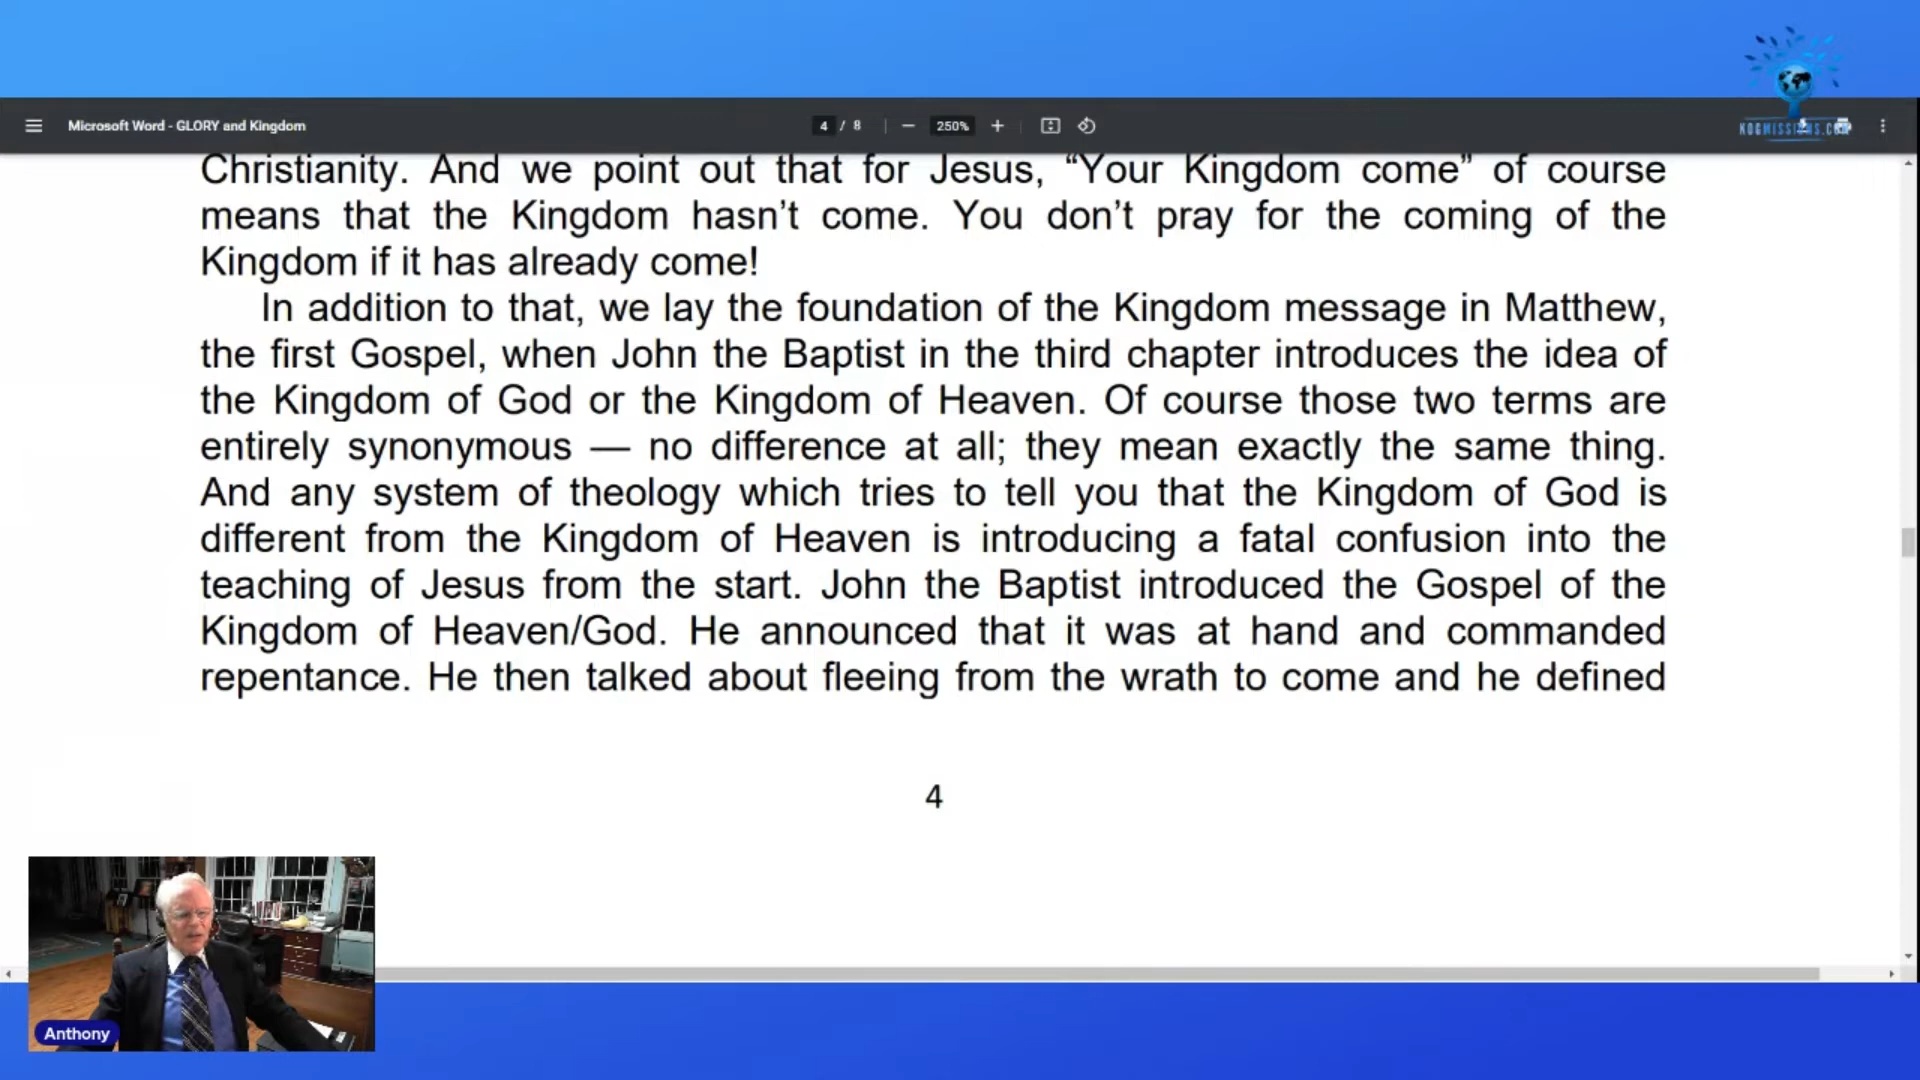 Microsoft Word - GLORY and Kingdom
4 / 8
250%
KOGMISSIONS.COM
Christianity. And we point out that for Jesus, “Your Kingdom come” of course
means that the Kingdom hasn’t come. You don’t pray for the coming of the
Kingdom if it has already come!
In addition to that, we lay the foundation of the Kingdom message in Matthew,
the first Gospel, when John the Baptist in the third chapter introduces the idea of
the Kingdom of God or the Kingdom of Heaven. Of course those two terms are
entirely synonymous — no difference at all; they mean exactly the same thing.
And any system of theology which tries to tell you that the Kingdom of God is
different from the Kingdom of Heaven is introducing a fatal confusion into the
teaching of Jesus from the start. John the Baptist introduced the Gospel of the
Kingdom of Heaven/God. He announced that it was at hand and commanded
repentance. He then talked about fleeing from the wrath to come and he defined
4
Anthony